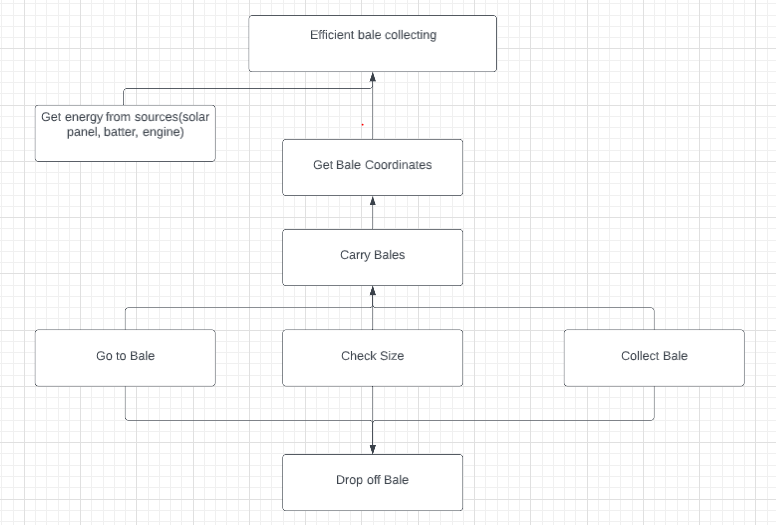 Efficient bale collecting
Get energy from sources(solar
panel, batter, engine)
Get Bale Coordinates
Carry Bales
Go to Bale
Check Size
Collect Bale
Drop off Bale